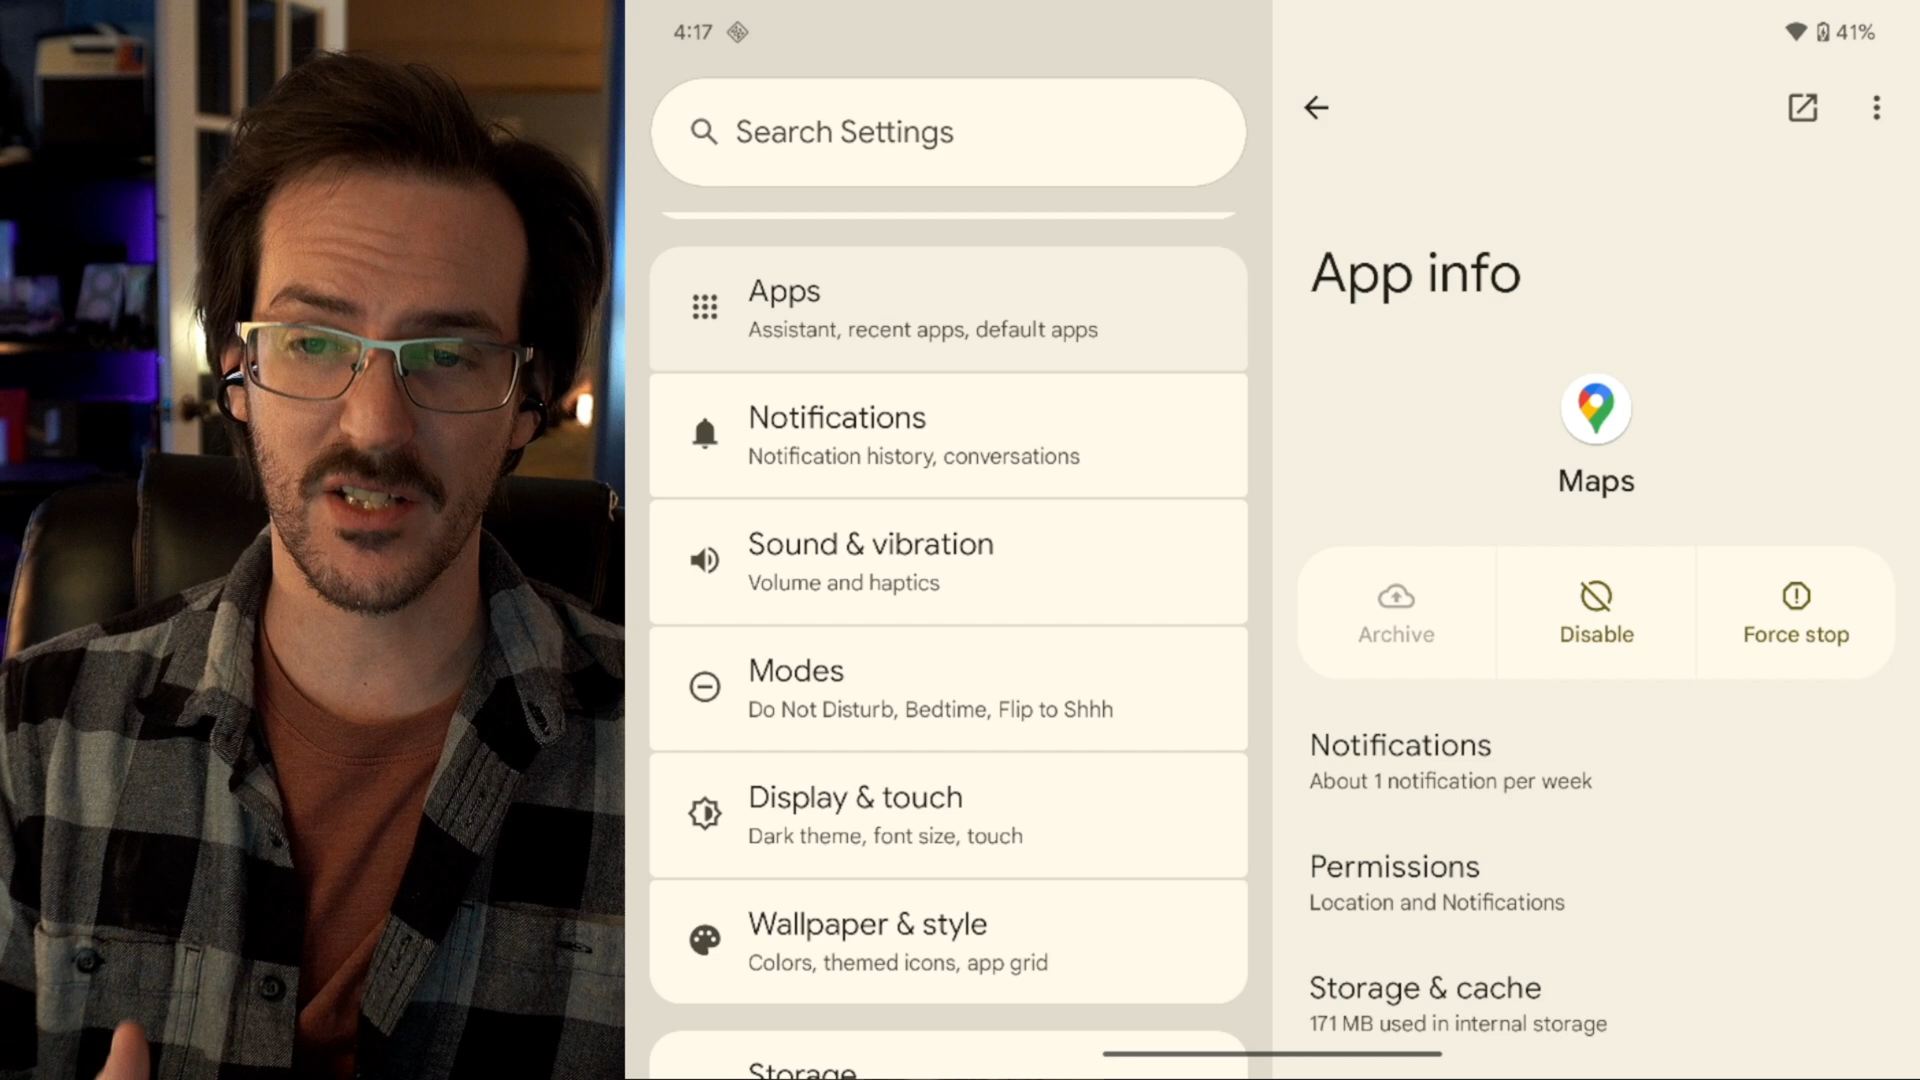 4:17
Search Settings
Apps
Assistant, recent apps, default apps
Notifications
Notification history, conversations
Sound & vibration
Volume and haptics
Modes
Do Not Disturb, Bedtime, Flip to Shhh
Display & touch
Dark theme, font size, touch
Wallpaper & style
Colors, themed icons, app grid
Storage
41%
App info
Maps
Archive
Disable
Force stop
Notifications
About 1 notification per week
Permissions
Location and Notifications
Storage & cache
171 MB used in internal storage